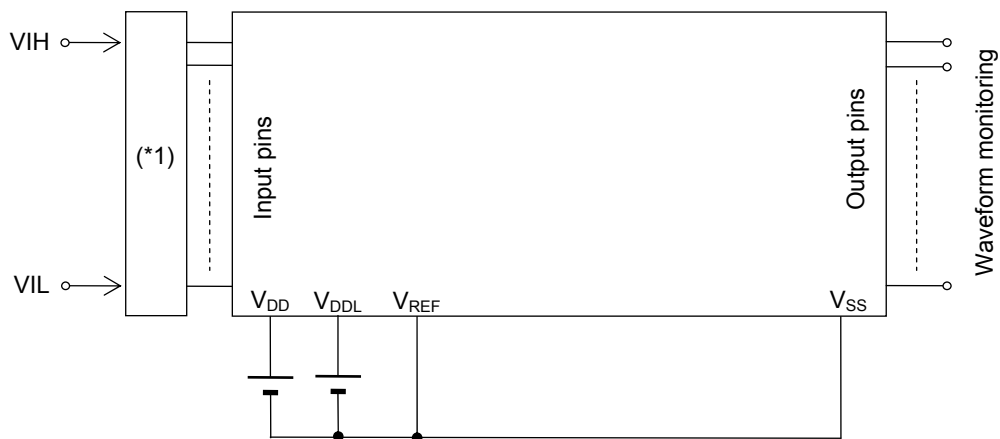 VIH
(*1)
VIL
Input pins
Output pins
Waveform monitoring
VDD
VDDL
VREF
VSS